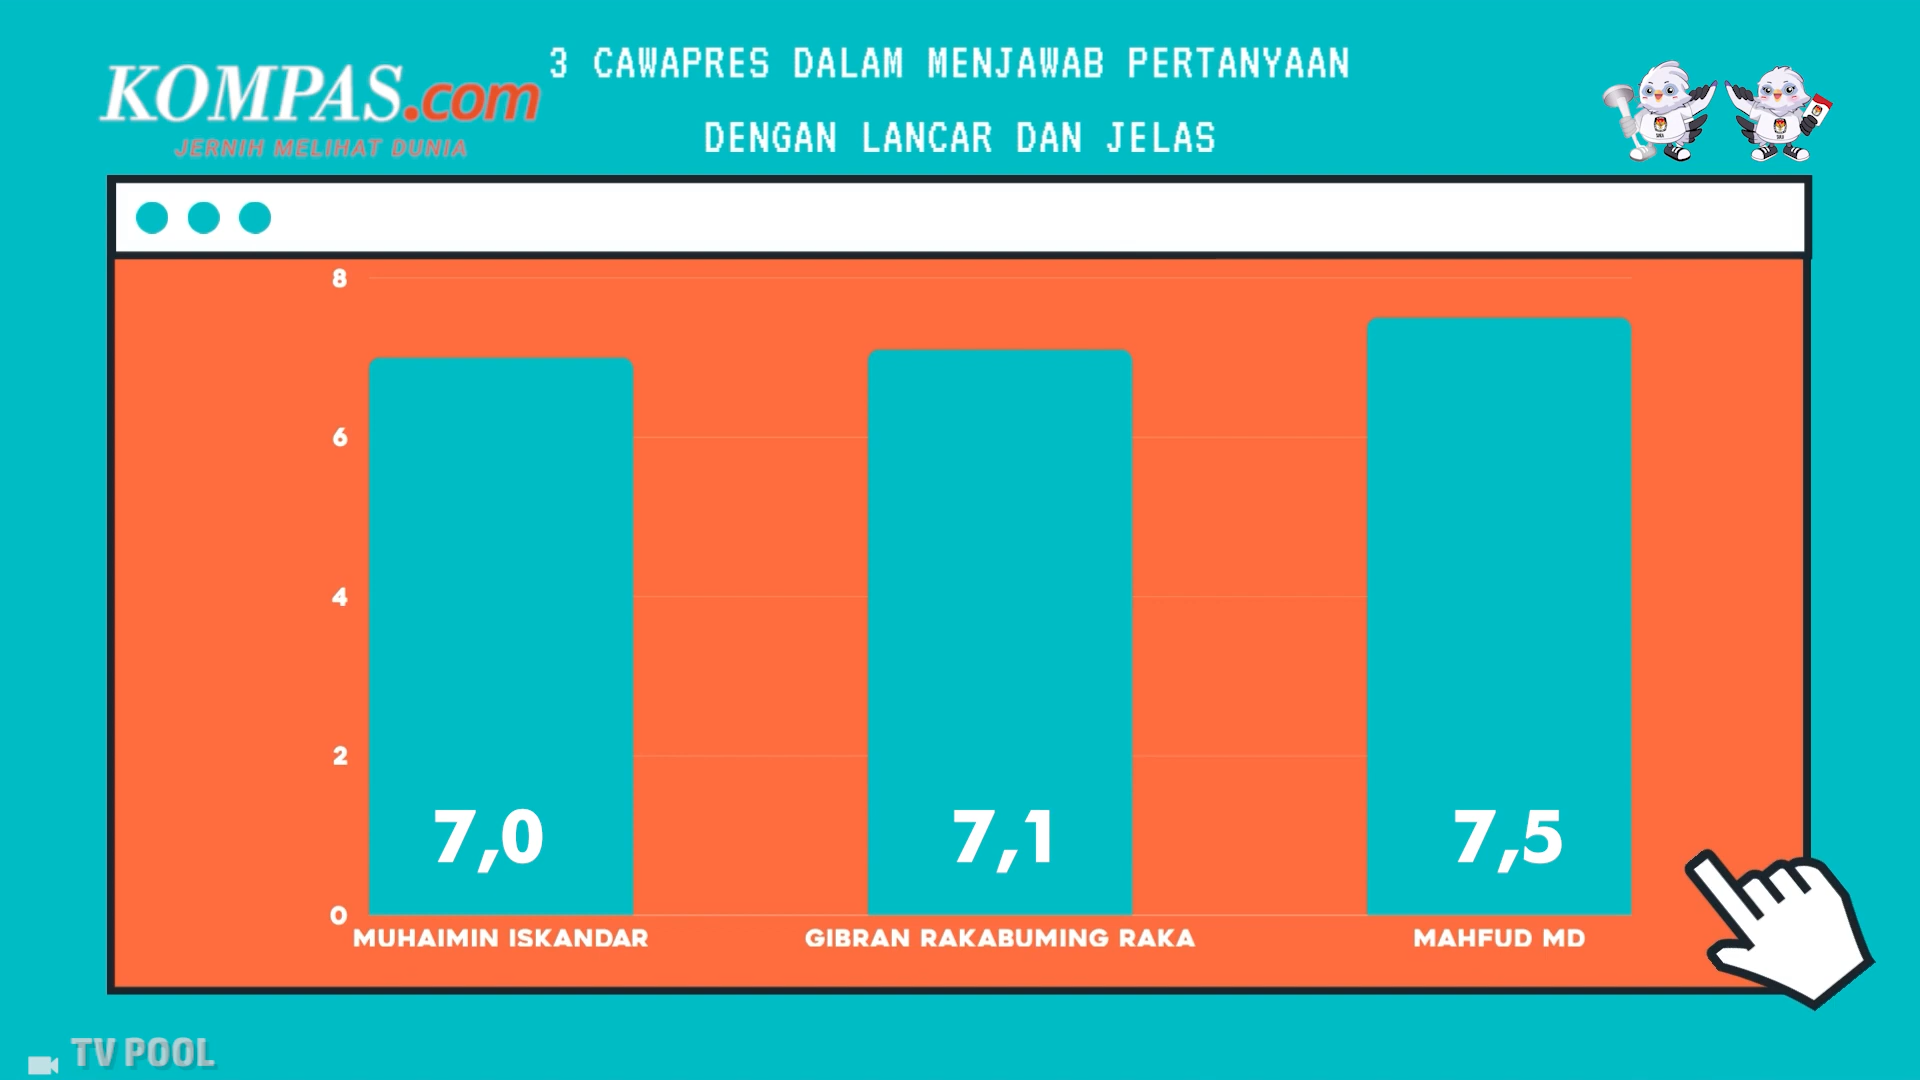 KOMPAS.com
JERNIH MELIHAT DUNIA
3 CAWAPRES DALAM MENJAWAB PERTANYAAN
DENGAN LANCAR DAN JELAS
8
6
4
2
0
7,0
7,1
7,5
MUHAIMIN ISKANDAR
GIBRAN RAKABUMING RAKA
MAHFUD MD
TV POOL